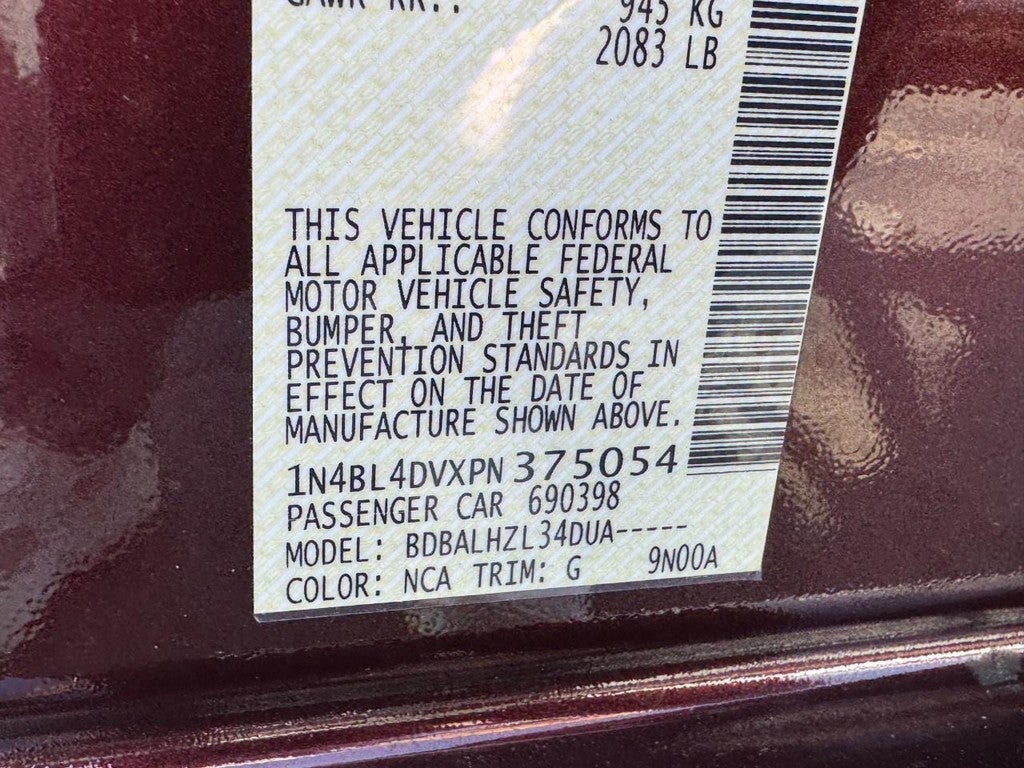 GAWR RR.:
945 KG
2083 LB
THIS VEHICLE CONFORMS TO
ALL APPLICABLE FEDERAL
MOTOR VEHICLE SAFETY,
BUMPER, AND THEFT
PREVENTION STANDARDS IN
EFFECT ON THE DATE OF
MANUFACTURE SHOWN ABOVE.
1N4BL4DVXPN375054
PASSENGER CAR 690398
MODEL: BDBALHZL34DUA-----
COLOR: NCA TRIM: G 9N00A